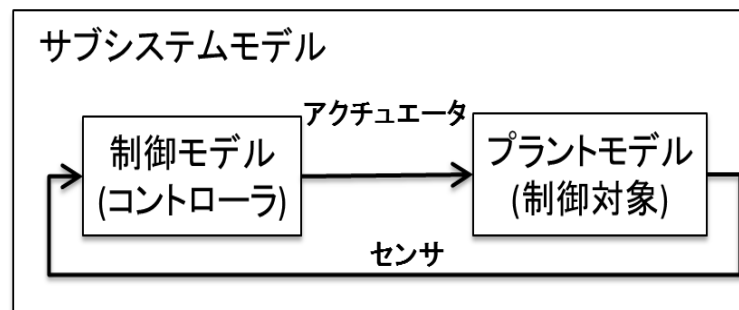 サブシステムモデル
アクチュエータ
制御モデル
(コントローラ)
プラントモデル
(制御対象)
センサ